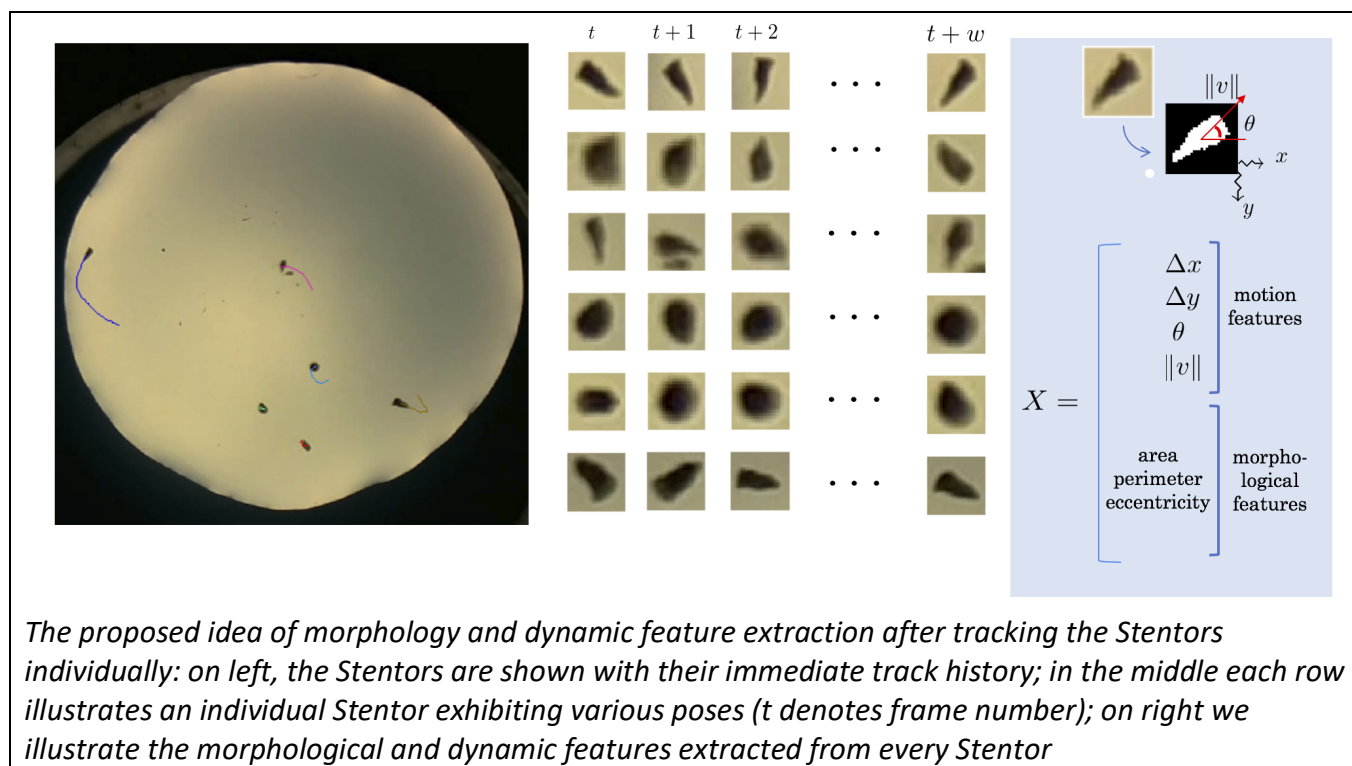 t t + 1 t + 2 t + w
‖v‖
θ
x
y
Δx
Δy
θ
‖v‖
motion
features
X =
area
perimeter
eccentricity
morpho-
logical
features
The proposed idea of morphology and dynamic feature extraction after tracking the Stentors
individually: on left, the Stentors are shown with their immediate track history; in the middle each row
illustrates an individual Stentor exhibiting various poses (t denotes frame number); on right we
illustrate the morphological and dynamic features extracted from every Stentor